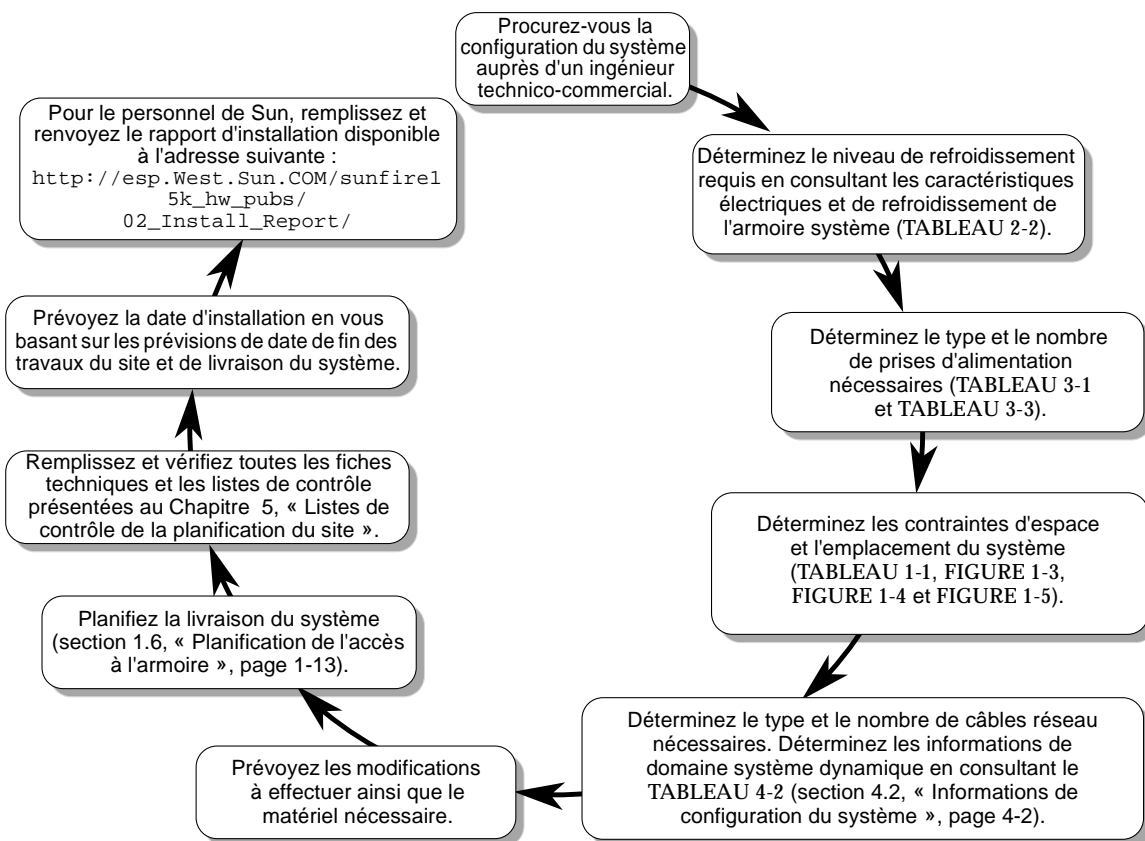 Procurez-vous la
configuration du système
auprès d'un ingénieur
technico-commercial.
Déterminez le niveau de refroidissement
requis en consultant les caractéristiques
électriques et de refroidissement de
l'armoire système (TABLEAU 2-2).
Déterminez le type et le nombre
de prises d'alimentation
nécessaires (TABLEAU 3-1
et TABLEAU 3-3).
Déterminez les contraintes d'espace
et l'emplacement du système
(TABLEAU 1-1, FIGURE 1-3,
FIGURE 1-4 et FIGURE 1-5).
Déterminez le type et le nombre de câbles réseau
nécessaires. Déterminez les informations de
domaine système dynamique en consultant le
TABLEAU 4-2 (section 4.2, « Informations de
configuration du système », page 4-2).
Prévoyez les modifications
à effectuer ainsi que le
matériel nécessaire.
Planifiez la livraison du système
(section 1.6, « Planification de l'accès
à l'armoire », page 1-13).
Remplissez et vérifiez toutes les fiches
techniques et les listes de contrôle
présentées au Chapitre 5, « Listes de
contrôle de la planification du site ».
Prévoyez la date d'installation en vous
basant sur les prévisions de date de fin des
travaux du site et de livraison du système.
Pour le personnel de Sun, remplissez et
renvoyez le rapport d'installation disponible
à l'adresse suivante :
http://esp.West.Sun.COM/sunfire1
5k_hw_pubs/
02_Install_Report/